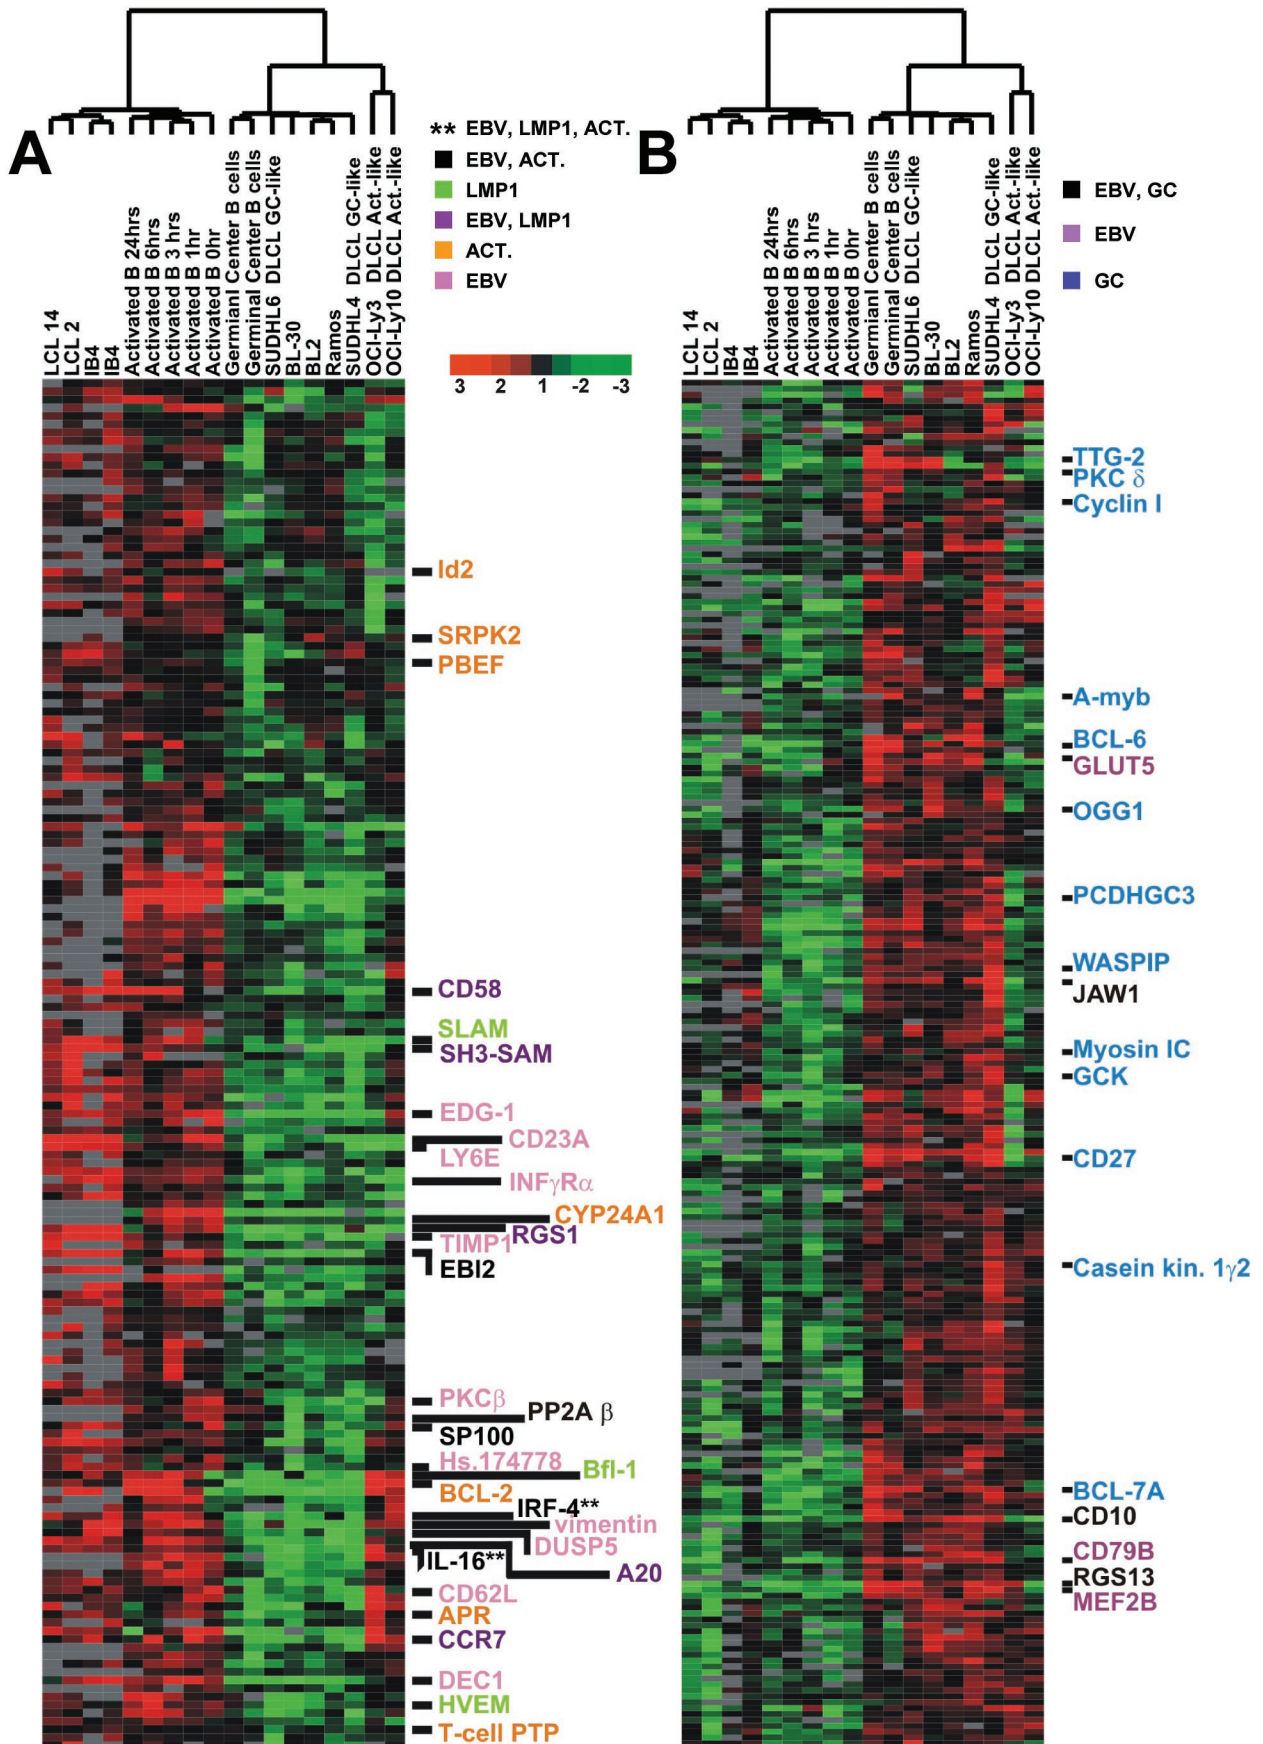 A
** EBV, LMP1, ACT.
EBV, ACT.
LMP1
EBV, LMP1
ACT.
EBV
3 2 1 -2 -3
LCL 14
LCL 2
IB4
IB4
Activated B 24hrs
Activated B 6hrs
Activated B 3 hrs
Activated B 1hr
Activated B 0hr
Germianl Center B cells
Germinal Center B cells
SUDHL6 DLCL GC-like
BL-30
BL2
Ramos
SUDHL4 DLCL GC-like
OCI-Ly3 DLCL Act.-like
OCI-Ly10 DLCL Act.-like
Id2
SRPK2
PBEF
CD58
SLAM
SH3-SAM
EDG-1
CD23A
LY6E
INFγRα
CYP24A1
RGS1
TIMP1
EBI2
PKCβ
PP2A β
SP100
Hs.174778
Bfl-1
BCL-2
IRF-4**
vimentin
DUSP5
IL-16**
A20
CD62L
APR
CCR7
DEC1
HVEM
T-cell PTP
B
EBV, GC
EBV
GC
LCL 14
LCL 2
IB4
IB4
Activated B 24hrs
Activated B 6hrs
Activated B 3 hrs
Activated B 1hr
Activated B 0hr
Germianl Center B cells
Germinal Center B cells
SUDHL6 DLCL GC-like
BL-30
BL2
Ramos
SUDHL4 DLCL GC-like
OCI-Ly3 DLCL Act-like
OCI-Ly10 DLCL Act.-like
TTG-2
PKC δ
Cyclin I
A-myb
BCL-6
GLUT5
OGG1
PCDHGC3
WASPIP
JAW1
Myosin IC
GCK
CD27
Casein kin. 1γ2
BCL-7A
CD10
CD79B
RGS13
MEF2B